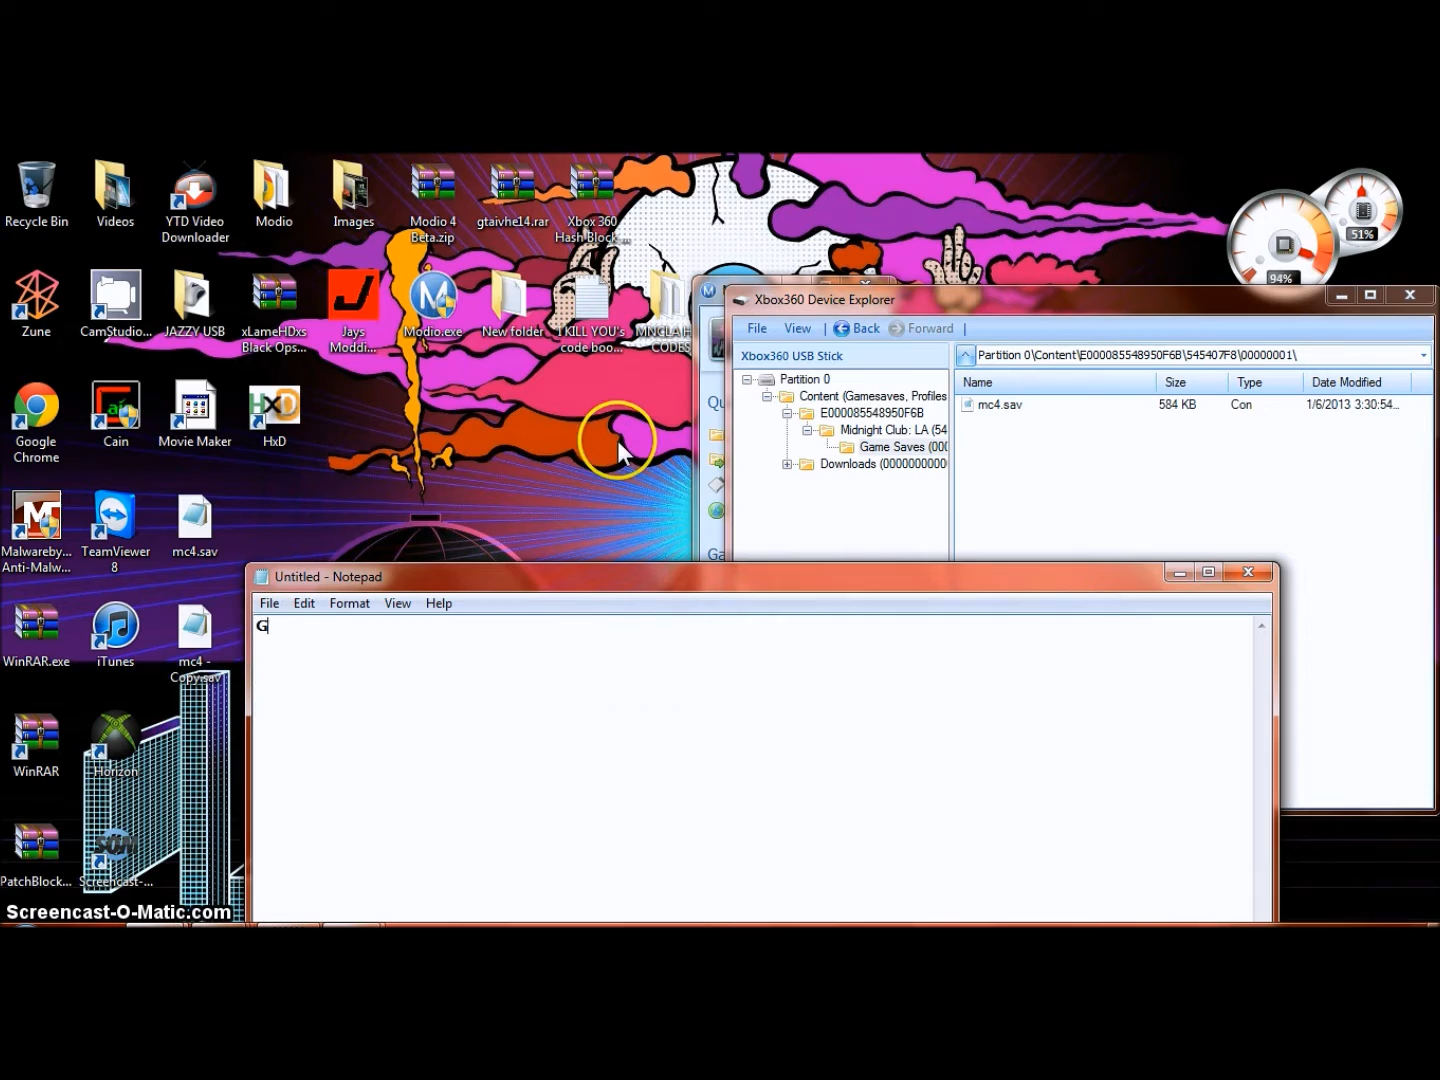 Recycle Bin
Videos
YTD Video
Downloader
Modio
Images
Modio 4
Beta.zip
gtaivhe14.rar
Xbox 360
Hash Block_...
51%
94%
Zune
CamStudio...
JAZZY USB
xLameHDxs
Black Ops...
Jays
Moddi...
Modio.exe
New folder
I KILL YOU's
code boo...
MNCLA H
CODES
Xbox360 Device Explorer
File View | Back Forward |
Xbox360 USB Stick
Partition 0\Content\E000085548950F6B\545407F8\00000001\
Name Size Type Date Modified
mc4.sav 584 KB Con 1/6/2013 3:30:54...
Partition 0
Content (Gamesaves, Profiles
E000085548950F6B
Midnight Club: LA (54
Game Saves (000
Downloads (0000000000
Qu
Ga
Google
Chrome
Cain
Movie Maker
HxD
Malwareby...
Anti-Malw...
TeamViewer
8
mc4.sav
WinRAR.exe
iTunes
mc4 -
Copy.sav
WinRAR
Horizon
PatchBlock...
SOM
Screencast-...
Untitled - Notepad
File Edit Format View Help
G
Screencast-O-Matic.com